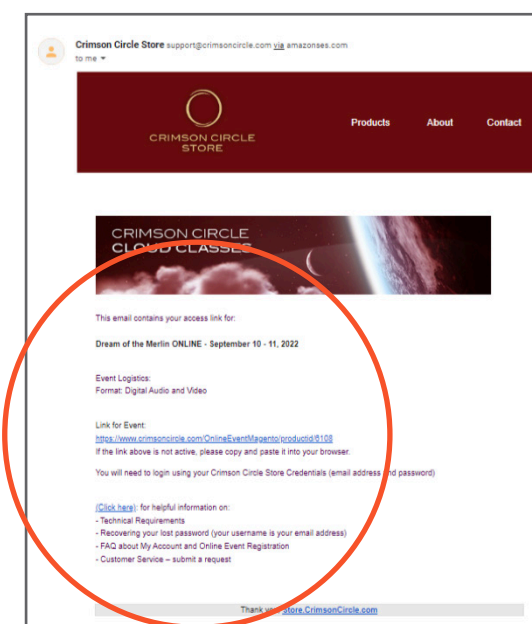 Crimson Circle Store support@crimsoncircle.com via amazonses.com
to me
CRIMSON CIRCLE
STORE
Products About Contact
CRIMSON CIRCLE
CLOUD CLASSES
This email contains your access link for:
Dream of the Merlin ONLINE - September 10 - 11, 2022
Event Logistics:
Format: Digital Audio and Video
Link for Event:
https://www.crimsoncircle.com/OnlineEventMagento/productid/6108
If the link above is not active, please copy and paste it into your browser.
You will need to login using your Crimson Circle Store Credentials (email address and password)
(Click here): for helpful information on:
- Technical Requirements
- Recovering your lost password (your username is your email address)
- FAQ about My Account and Online Event Registration
- Customer Service – submit a request
Thank you store.CrimsonCircle.com